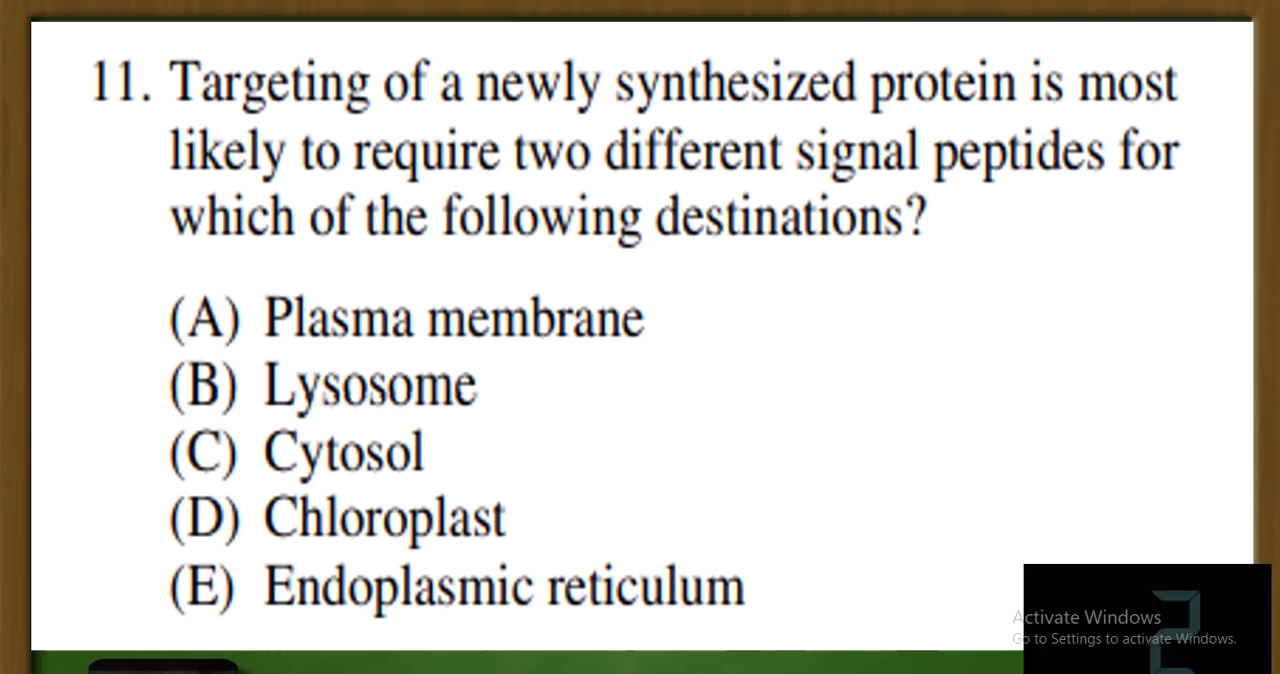 11. Targeting of a newly synthesized protein is most
likely to require two different signal peptides for
which of the following destinations?
(A) Plasma membrane
(B) Lysosome
(C) Cytosol
(D) Chloroplast
(E) Endoplasmic reticulum
Activate Windows
Go to Settings to activate Windows.